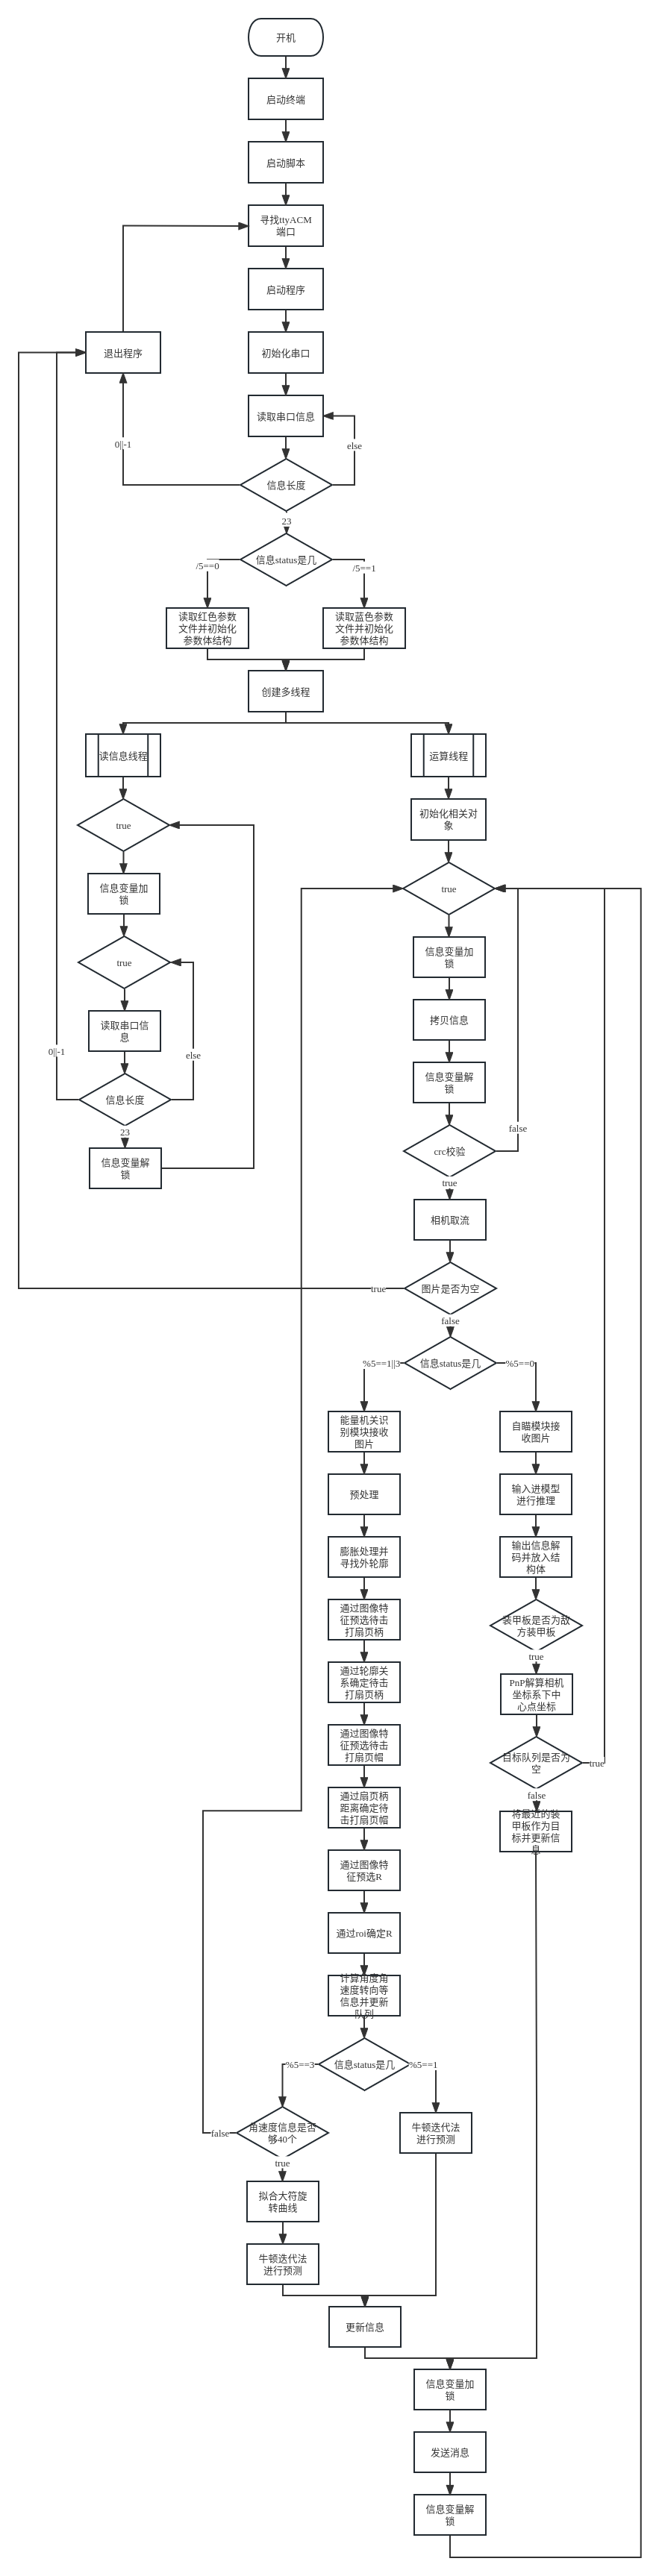 开机
启动终端
启动脚本
寻找ttyACM
端口
启动程序
退出程序
初始化串口
读取串口信息
0||-1
else
信息长度
23
信息status是几
/5==0
/5==1
读取红色参数
文件并初始化
参数体结构
读取蓝色参数
文件并初始化
参数体结构
创建多线程
读信息线程
运算线程
true
初始化相关对
象
信息变量加
锁
true
true
信息变量加
锁
读取串口信
息
拷贝信息
0||-1
else
信息变量解
锁
信息长度
23
false
信息变量解
锁
crc校验
true
相机取流
true
图片是否为空
false
%5==1||3
信息status是几
%5==0
能量机关识
别模块接收
图片
自瞄模块接
收图片
预处理
输入进模型
进行推理
膨胀处理并
寻找外轮廓
输出信息解
码并放入结
构体
通过图像特
征预选待击
打扇页柄
装甲板是否为敌
方装甲板
true
通过轮廓关
系确定待击
打扇页柄
PnP解算相机
坐标系下中
心点坐标
通过图像特
征预选待击
打扇页帽
目标队列是否为
空
true
false
通过扇页柄
距离确定待
击打扇页帽
将最近的装
甲板作为目
标并更新信
息
通过图像特
征预选R
通过roi确定R
计算角度角
速度转向等
信息并更新
队列
%5==3
信息status是几
%5==1
false
角速度信息是否
够40个
牛顿迭代法
进行预测
true
拟合大符旋
转曲线
牛顿迭代法
进行预测
更新信息
信息变量加
锁
发送消息
信息变量解
锁